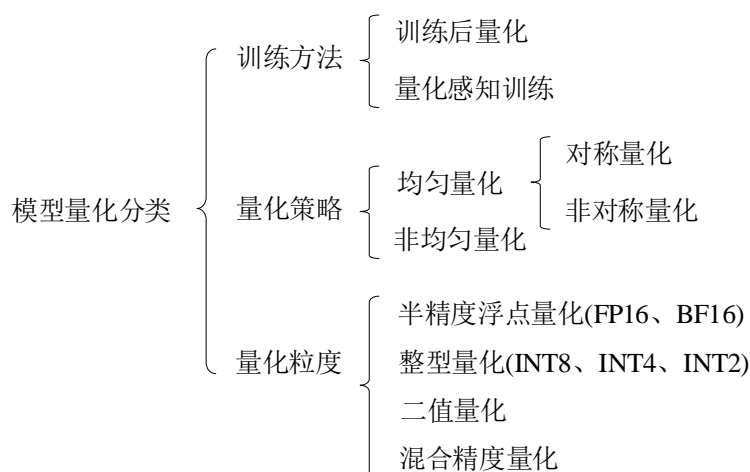 模型量化分类
训练方法
训练后量化
量化感知训练
量化策略
均匀量化
对称量化
非对称量化
非均匀量化
量化粒度
半精度浮点量化(FP16、BF16)
整型量化(INT8、INT4、INT2)
二值量化
混合精度量化